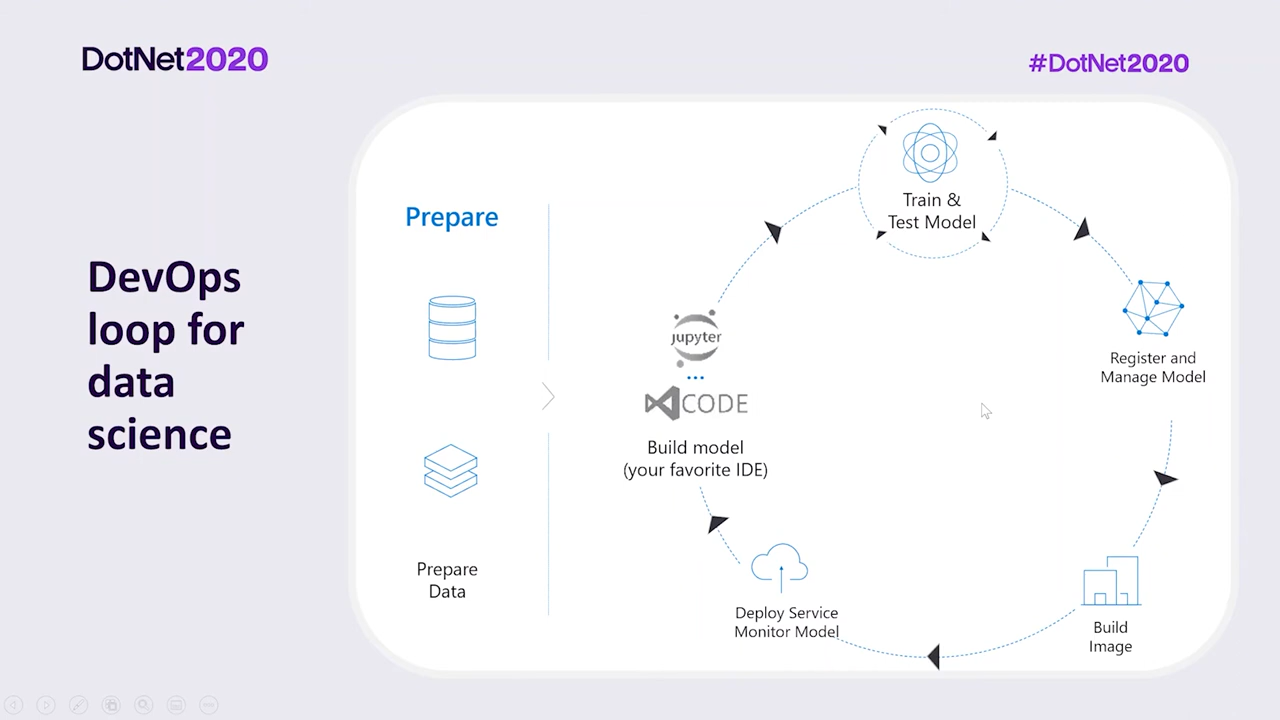 DotNet2020
#DotNet2020
DevOps
loop for
data
science
Prepare
Prepare
Data
jupyter
CODE
Build model
(your favorite IDE)
Train &
Test Model
Register and
Manage Model
Build
Image
Deploy Service
Monitor Model